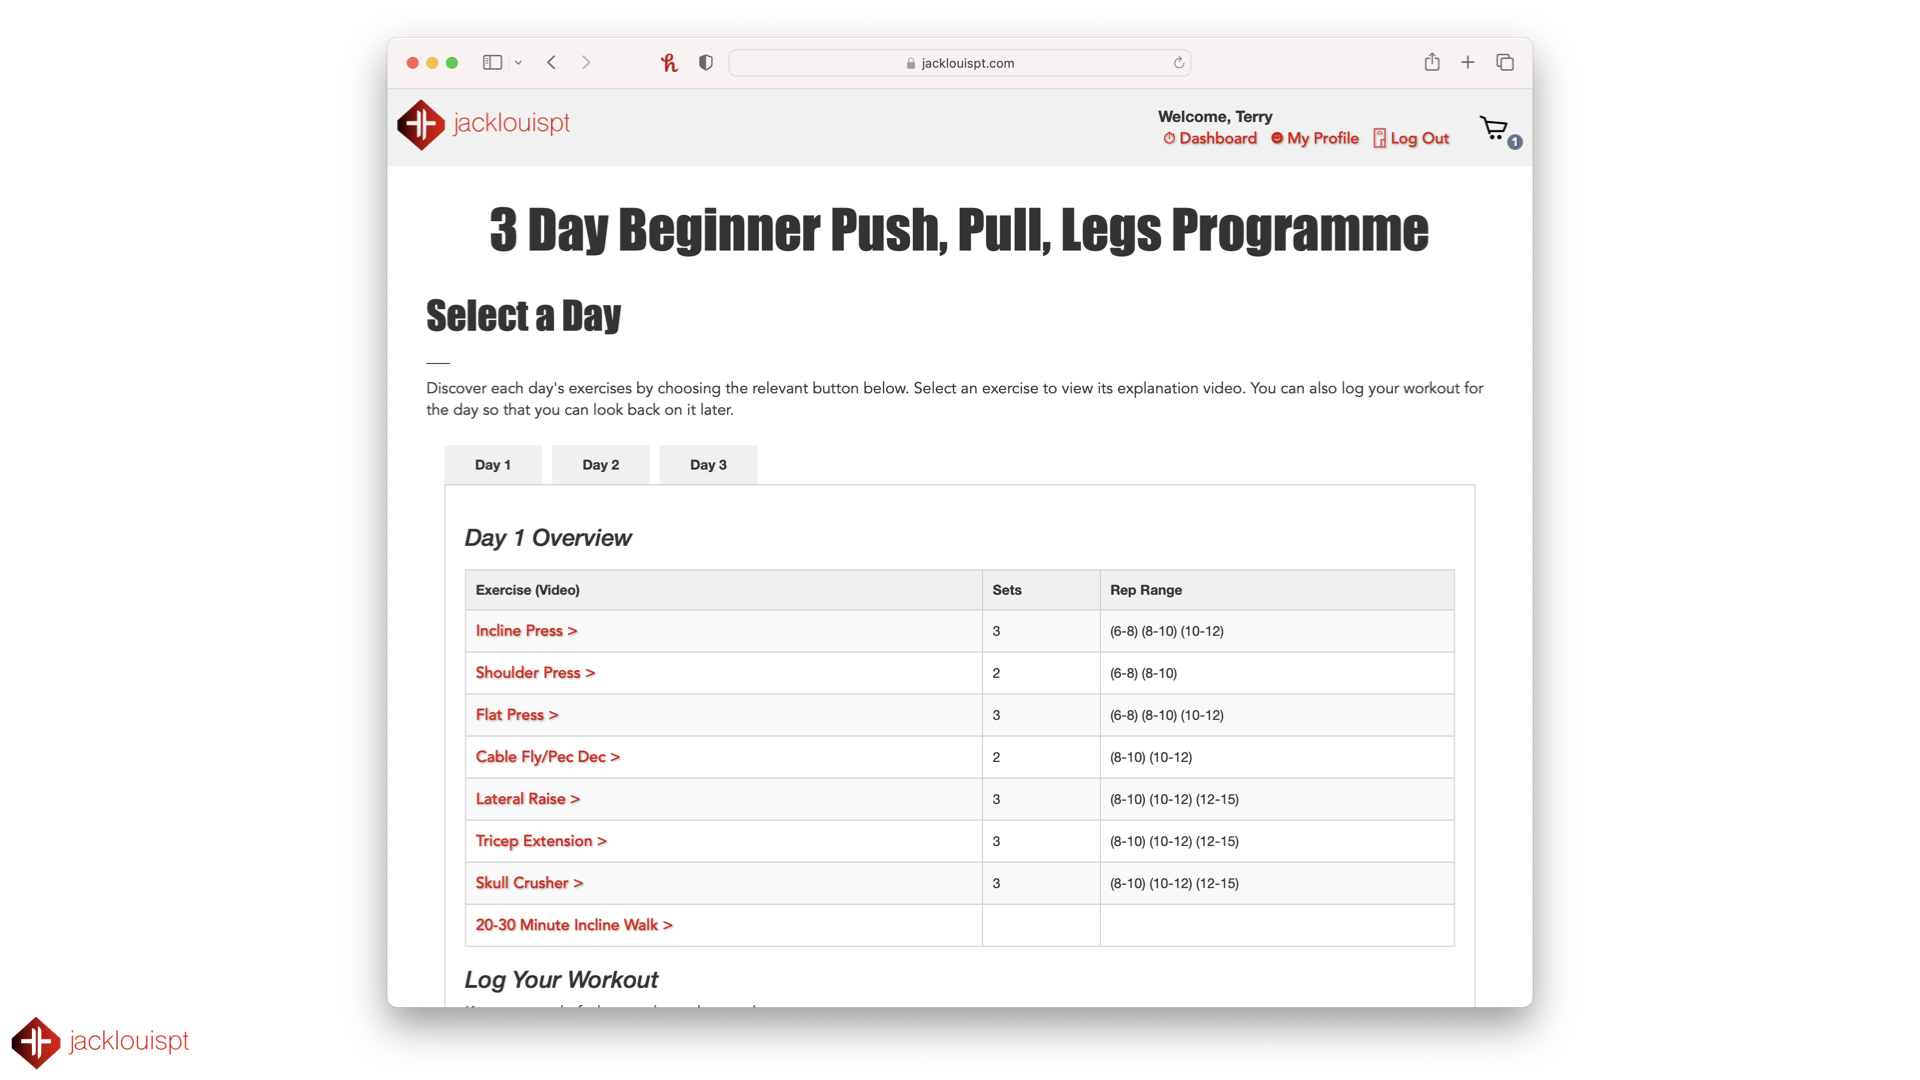 jacklouispt.com
jacklouispt
Welcome, Terry
Dashboard My Profile Log Out
1
3 Day Beginner Push, Pull, Legs Programme
Select a Day
Discover each day's exercises by choosing the relevant button below. Select an exercise to view its explanation video. You can also log your workout for
the day so that you can look back on it later.
Day 1 Day 2 Day 3
Day 1 Overview
Exercise (Video) Sets Rep Range
Incline Press > 3 (6-8) (8-10) (10-12)
Shoulder Press > 2 (6-8) (8-10)
Flat Press > 3 (6-8) (8-10) (10-12)
Cable Fly/Pec Dec > 2 (8-10) (10-12)
Lateral Raise > 3 (8-10) (10-12) (12-15)
Tricep Extension > 3 (8-10) (10-12) (12-15)
Skull Crusher > 3 (8-10) (10-12) (12-15)
20-30 Minute Incline Walk >
Log Your Workout
jacklouispt